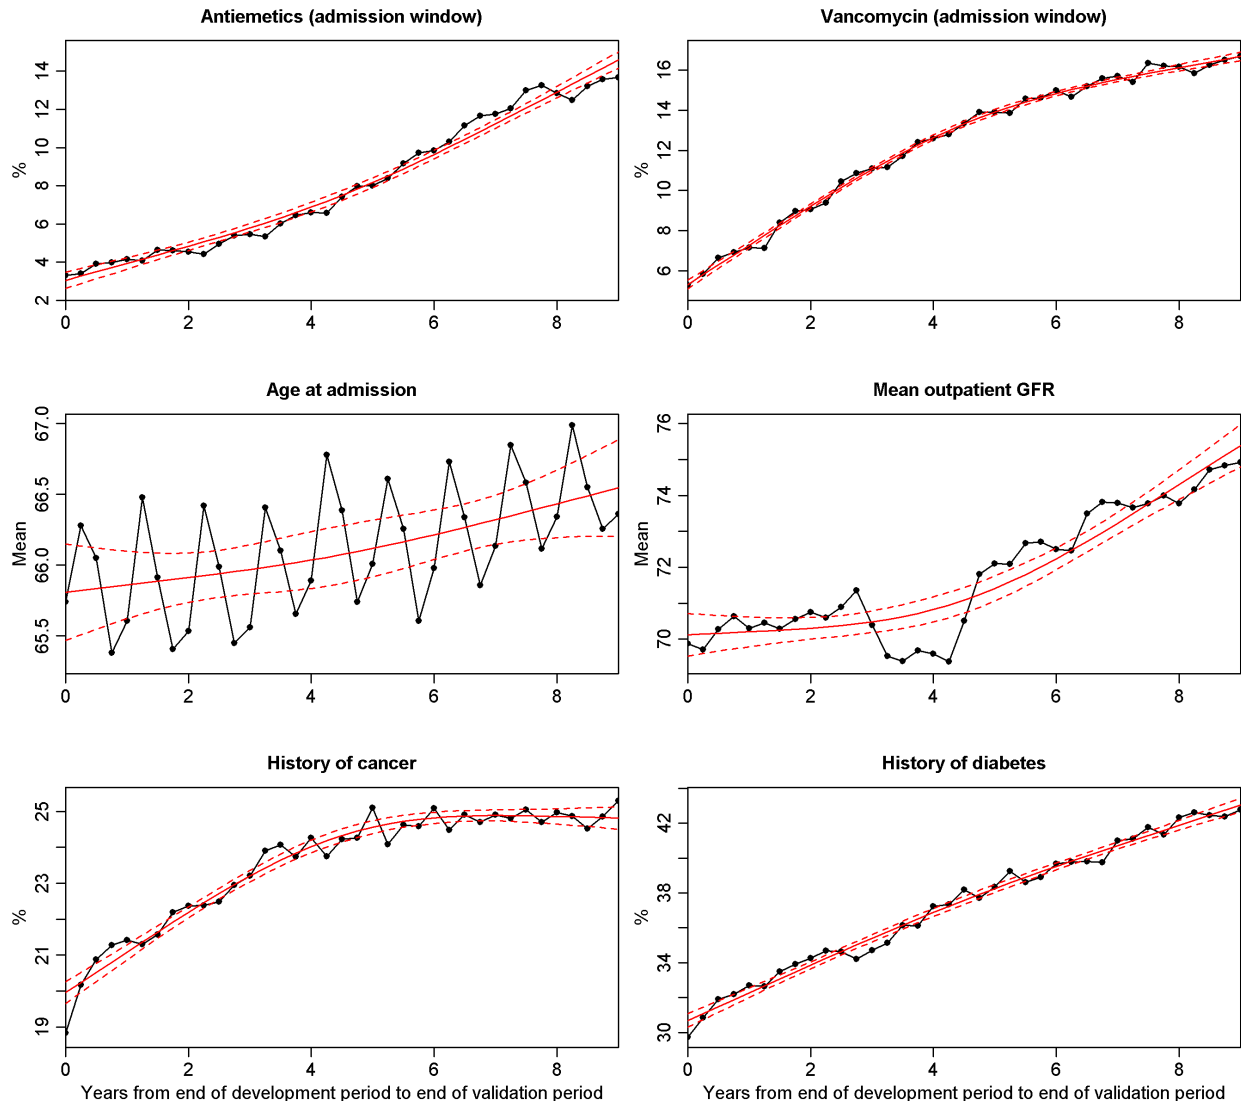 Antiemetics (admission window)
Vancomycin (admission window)
%
2 4 6 8 10 12 14
0 2 4 6 8
%
6 8 10 12 14 16
0 2 4 6 8
Age at admission
Mean outpatient GFR
Mean
65.5 66.0 66.5 67.0
0 2 4 6 8
Mean
70 72 74 76
0 2 4 6 8
History of cancer
History of diabetes
%
19 21 23 25
0 2 4 6 8
Years from end of development period to end of validation period
%
30 34 38 42
0 2 4 6 8
Years from end of development period to end of validation period